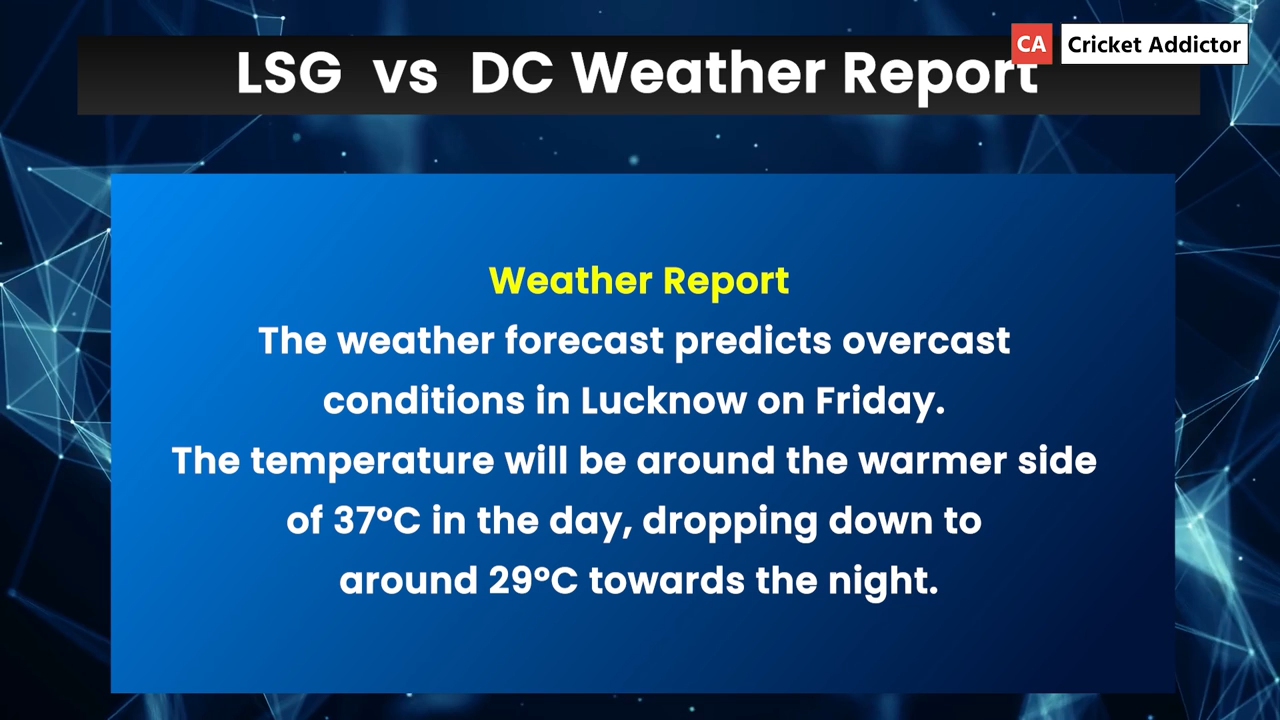 LSG vs DC Weather Report
CA Cricket Addictor
Weather Report
The weather forecast predicts overcast
conditions in Lucknow on Friday.
The temperature will be around the warmer side
of 37°C in the day, dropping down to
around 29°C towards the night.